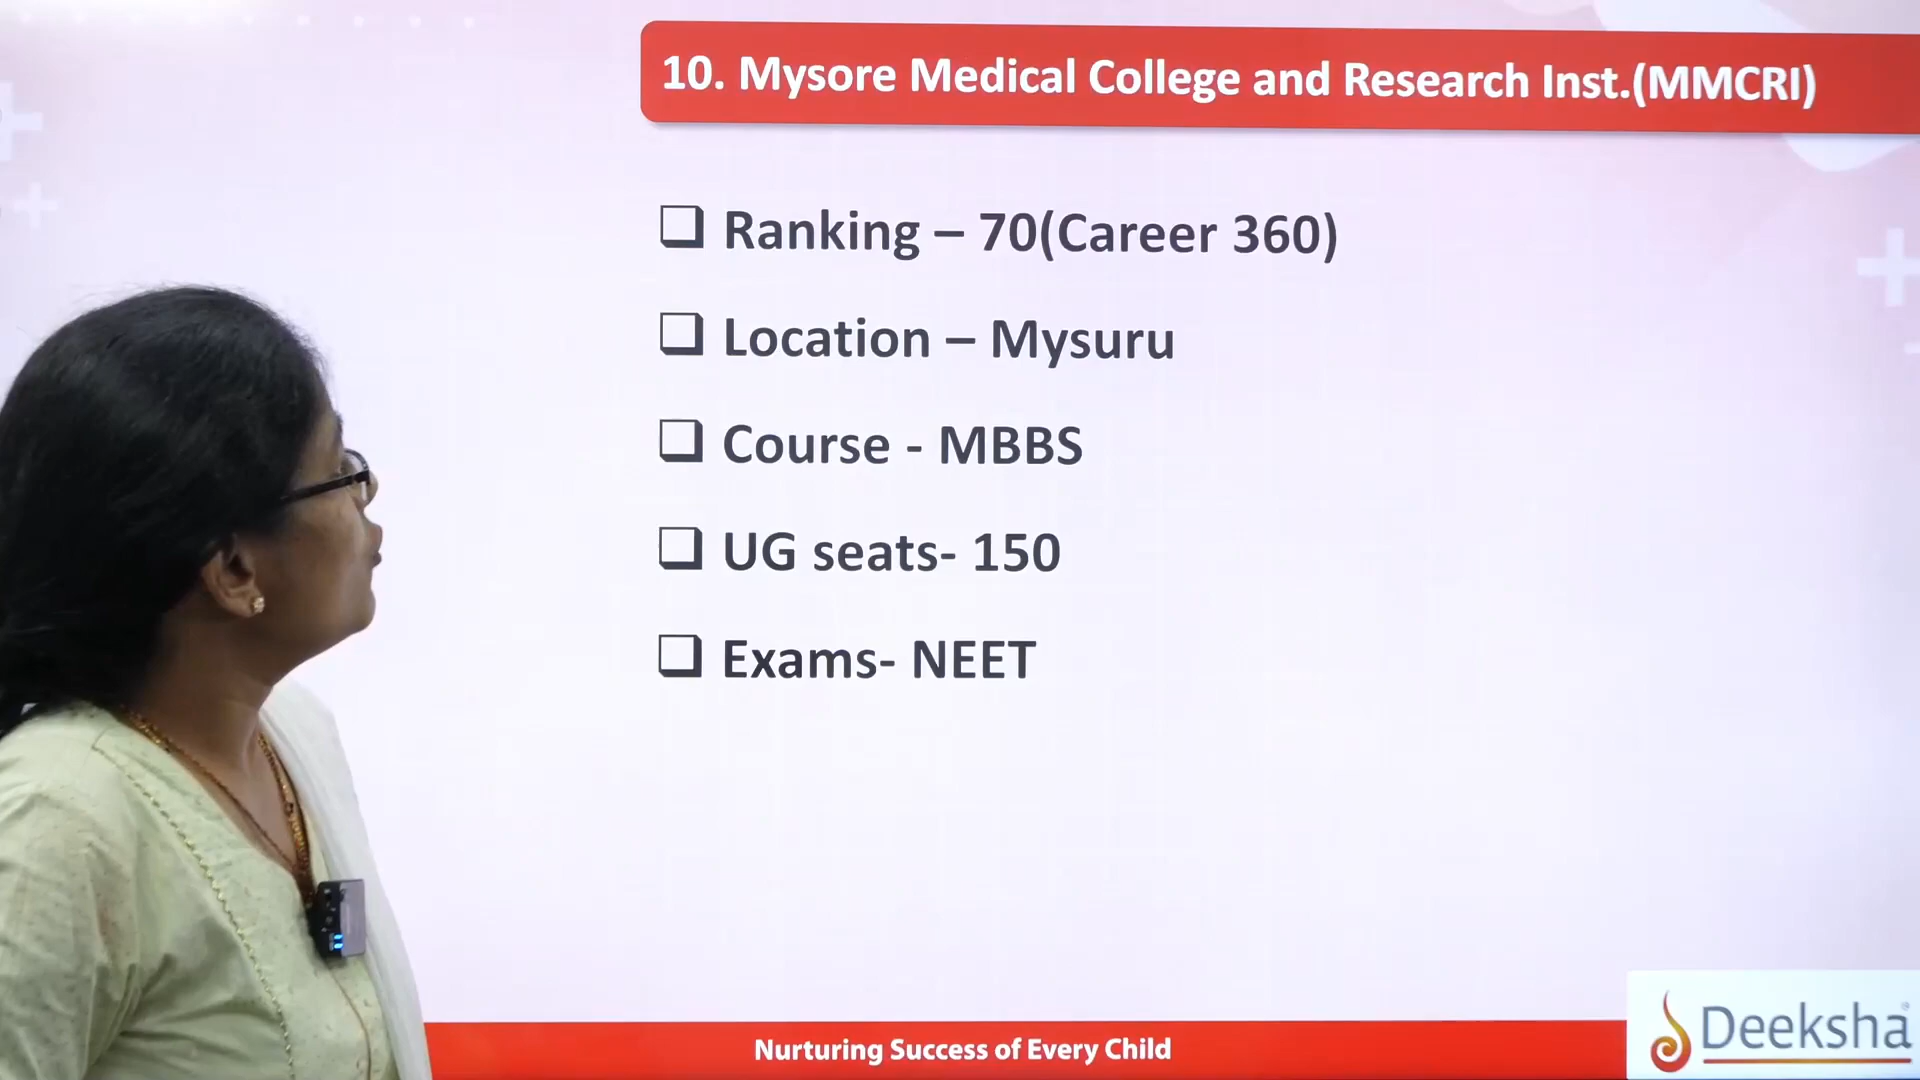 10. Mysore Medical College and Research Inst.(MMCRI)
Ranking – 70(Career 360)
Location – Mysuru
Course - MBBS
UG seats- 150
Exams- NEET
Nurturing Success of Every Child
Deeksha